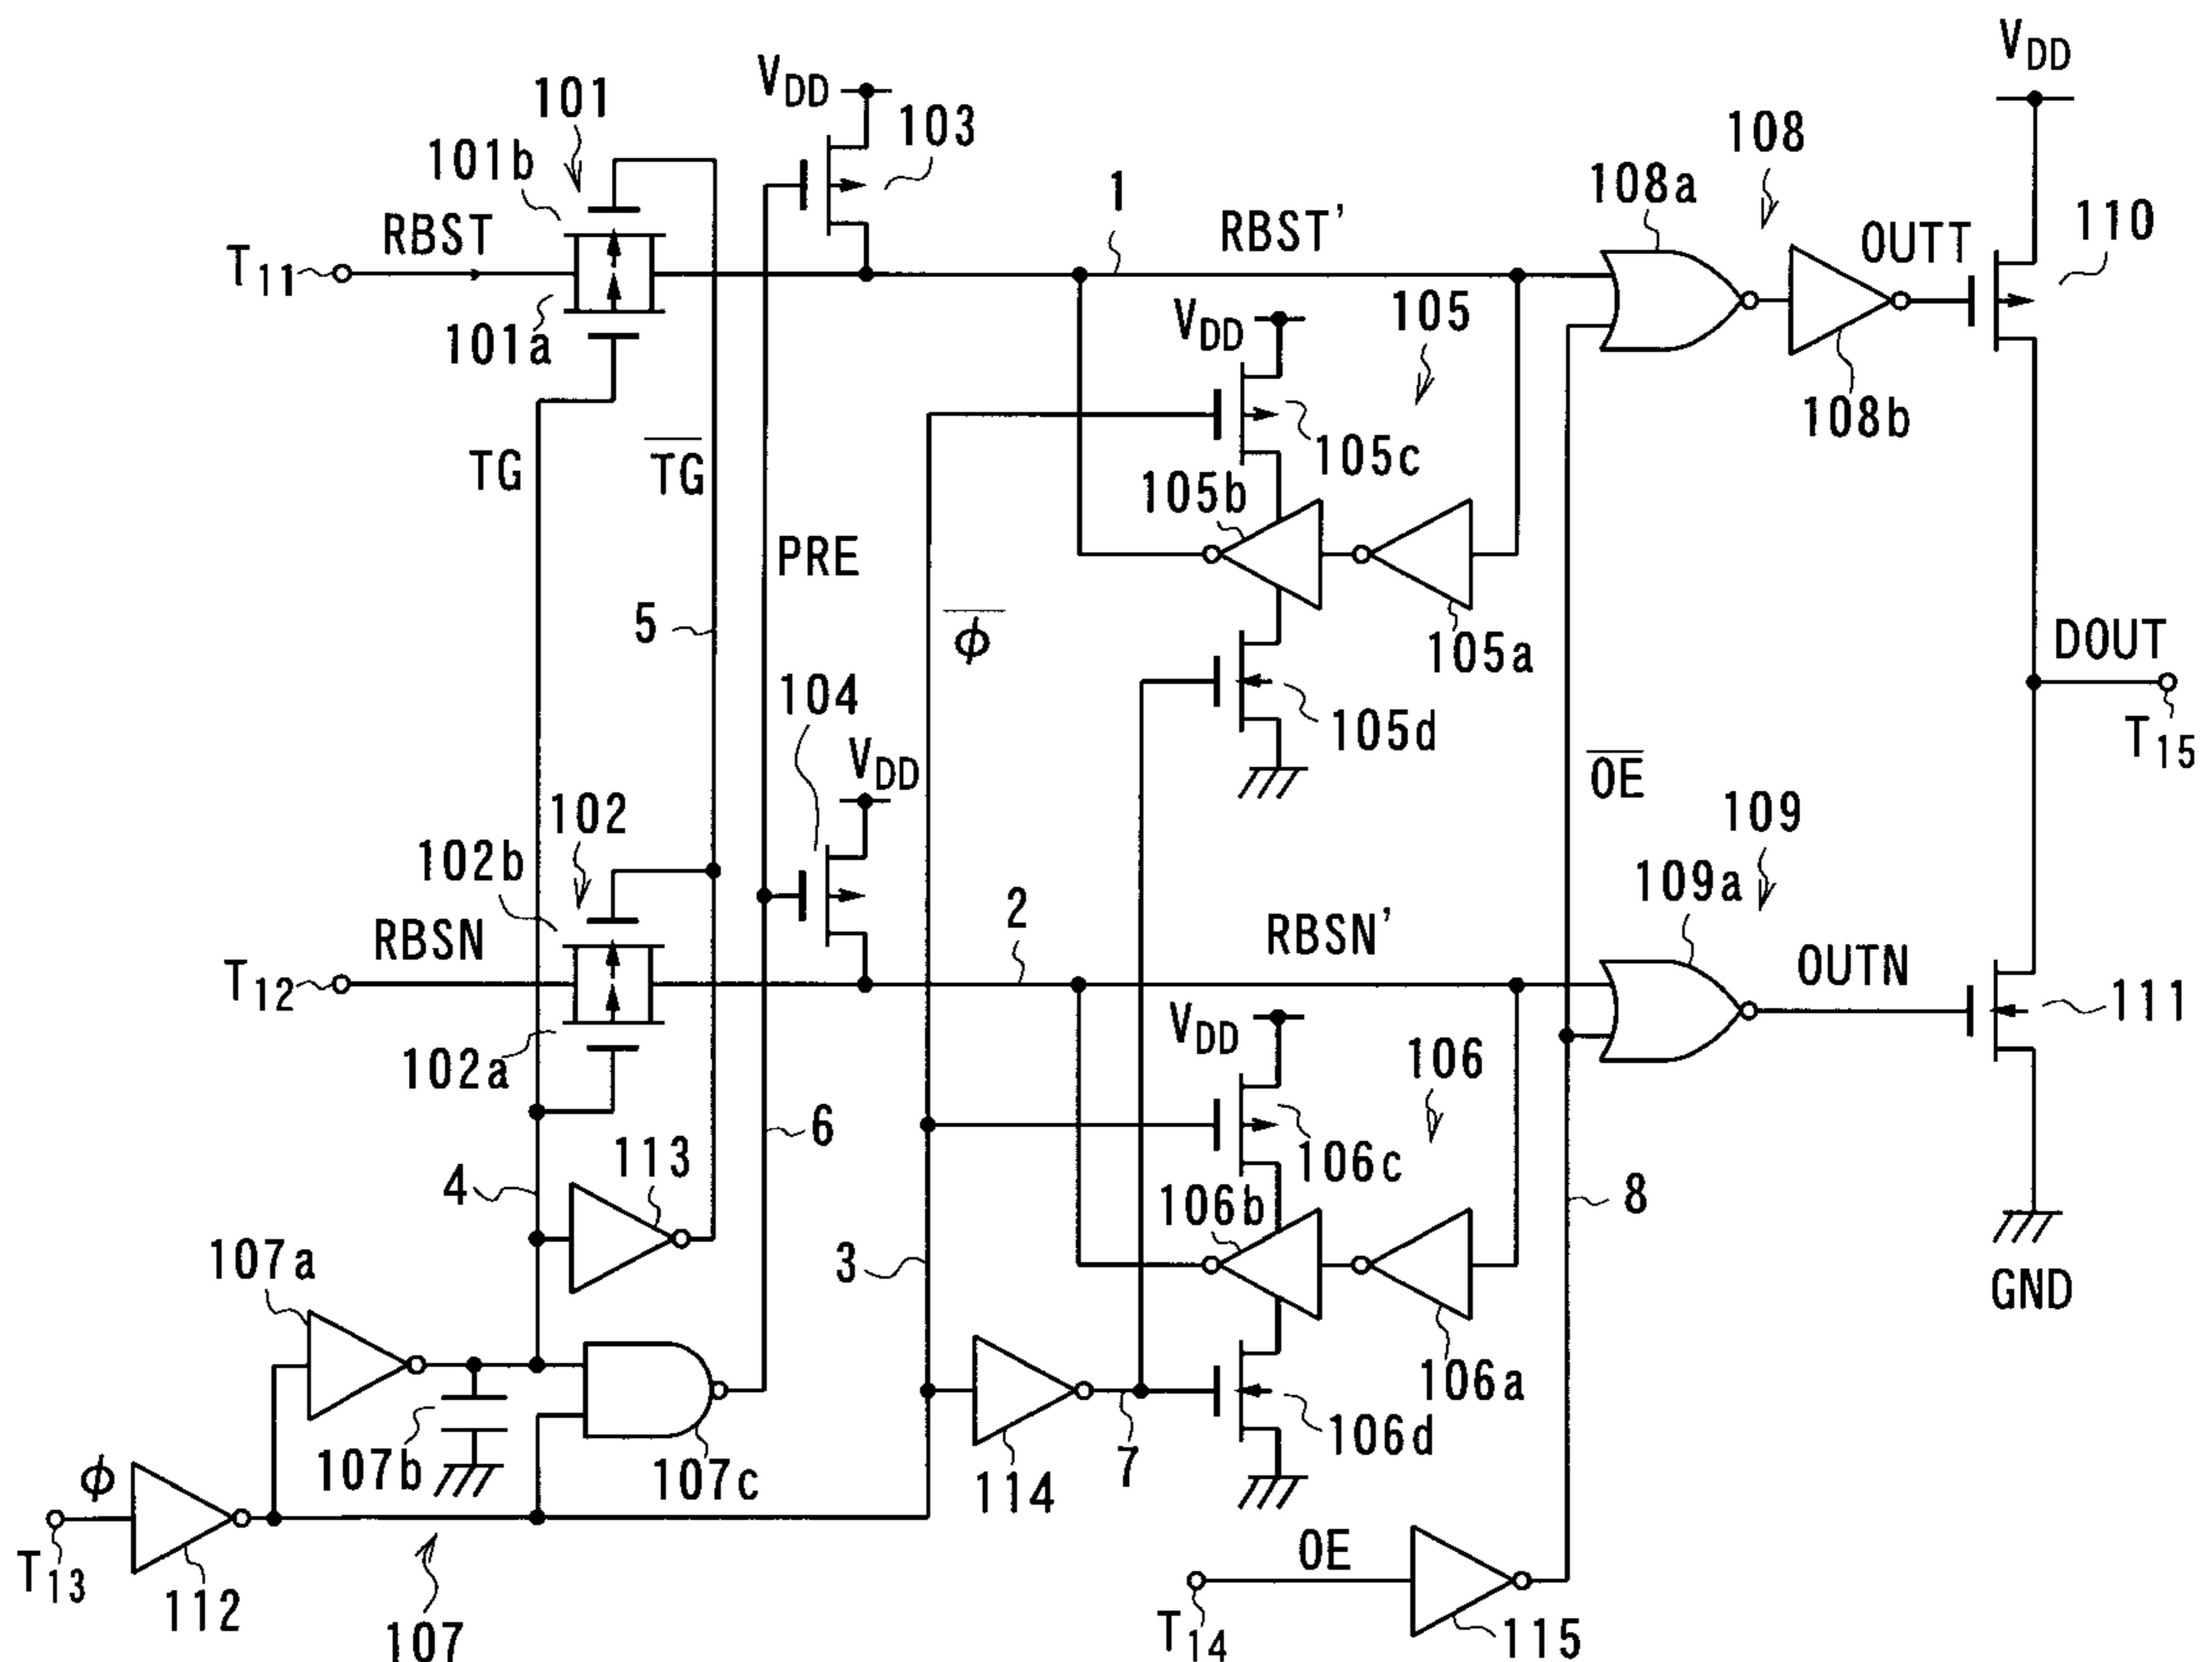 V_DD
V_DD
101
103
108
101b
108a
110
1
RBST
RBST'
OUTT
T_11
V_DD
105
101a
108b
TG
T̅G̅
105c
105b
PRE
5
φ̅
105a
DOUT
104
105d
T_15
V_DD
O̅E̅
102
109
102b
109a
2
RBSN
RBSN'
OUTN
T_12
V_DD
111
102a
106
6
113
106c
4
106b
8
107a
3
GND
106a
106d
107b
107c
7
φ
114
T_13
OE
112
T_14
107
115